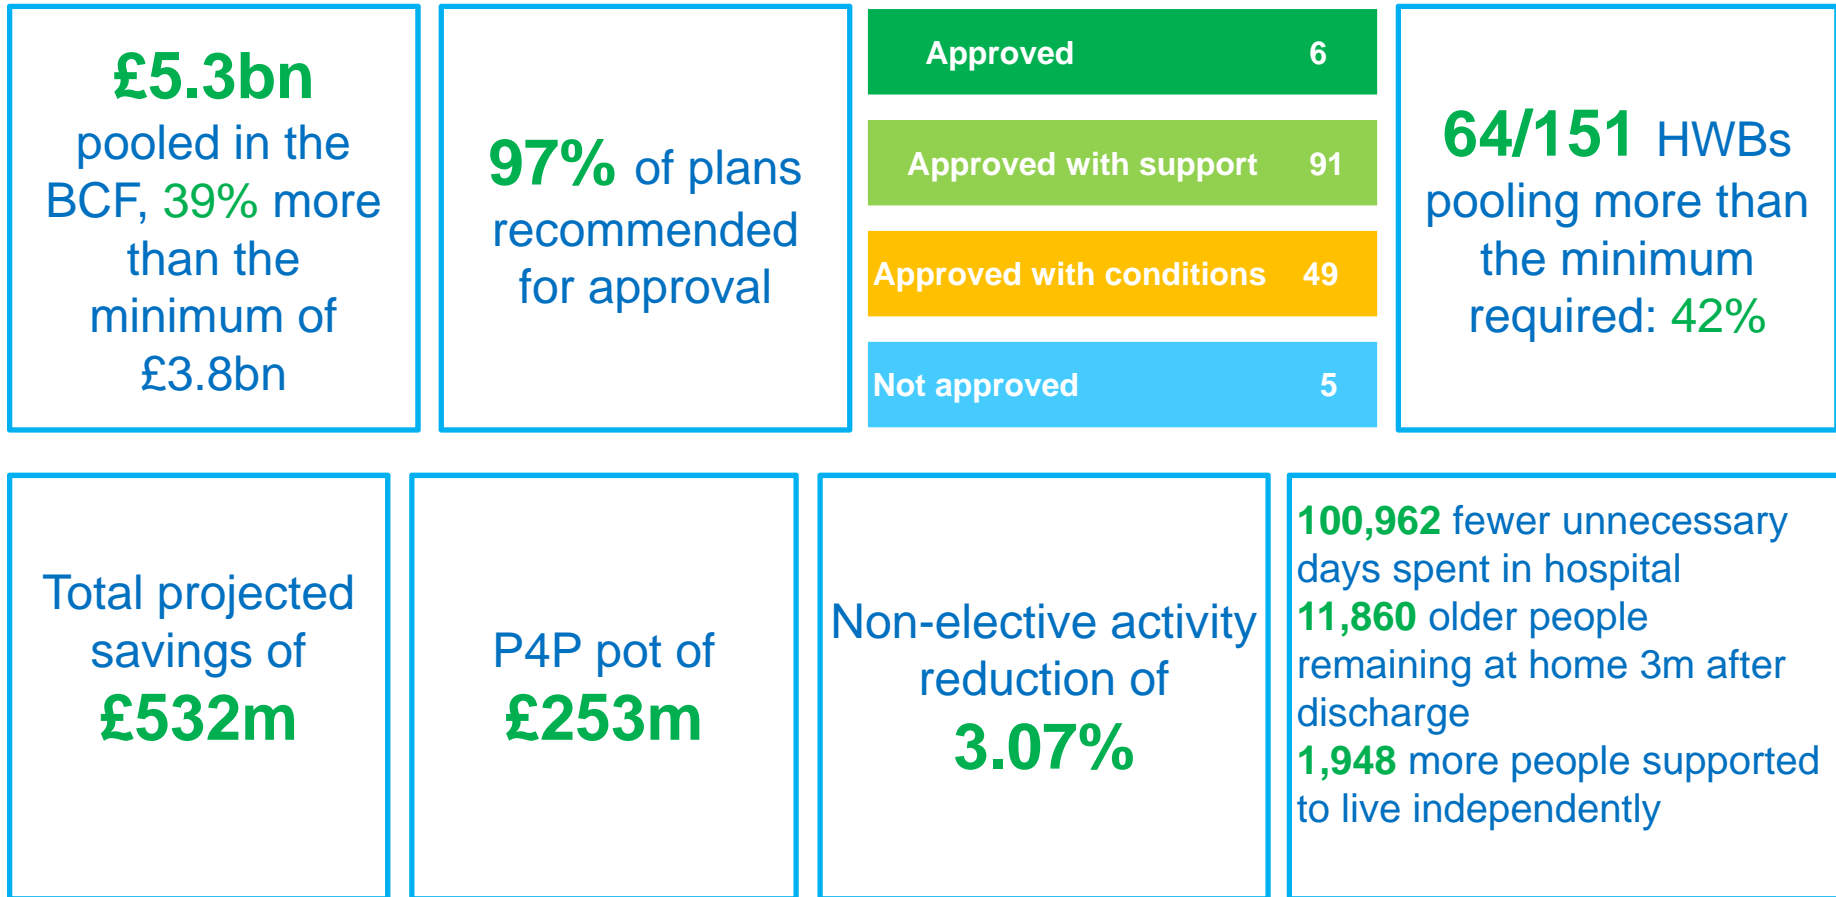 £5.3bn
pooled in the
BCF, 39% more
than the
minimum of
£3.8bn
97% of plans
recommended
for approval
Approved 6
Approved with support 91
Approved with conditions 49
Not approved 5
64/151 HWBs
pooling more than
the minimum
required: 42%
Total projected
savings of
£532m
P4P pot of
£253m
Non-elective activity
reduction of
3.07%
100,962 fewer unnecessary
days spent in hospital
11,860 older people
remaining at home 3m after
discharge
1,948 more people supported
to live independently